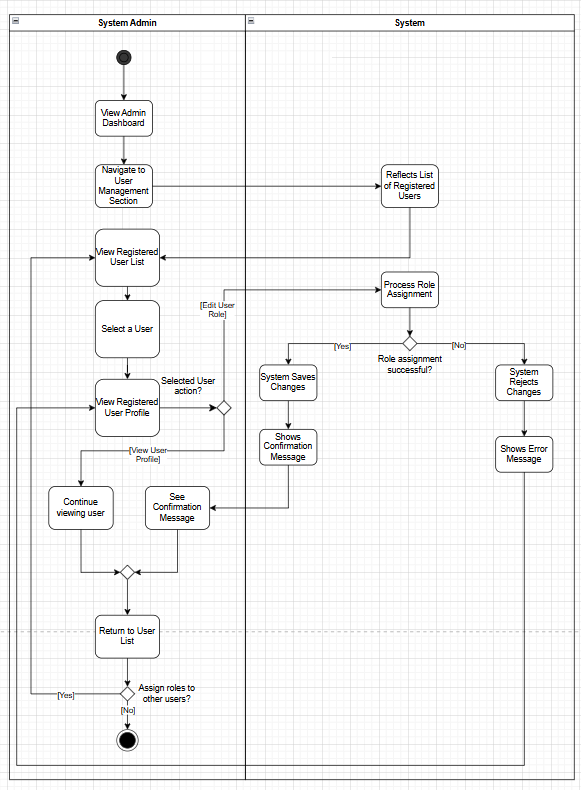 System Admin
System
View Admin
Dashboard
Navigate to
User
Management
Section
Reflects List
of Registered
Users
View Registered
User List
Process Role
Assignment
[Edit User
Role]
Select a User
[Yes]
[No]
Role assignment
successful?
System Saves
Changes
System
Rejects
Changes
Selected User
action?
View Registered
User Profile
Shows
Confirmation
Message
Shows Error
Message
[View User
Profile]
Continue
viewing user
See
Confirmation
Message
Return to User
List
Assign roles to
other users?
[Yes]
[No]